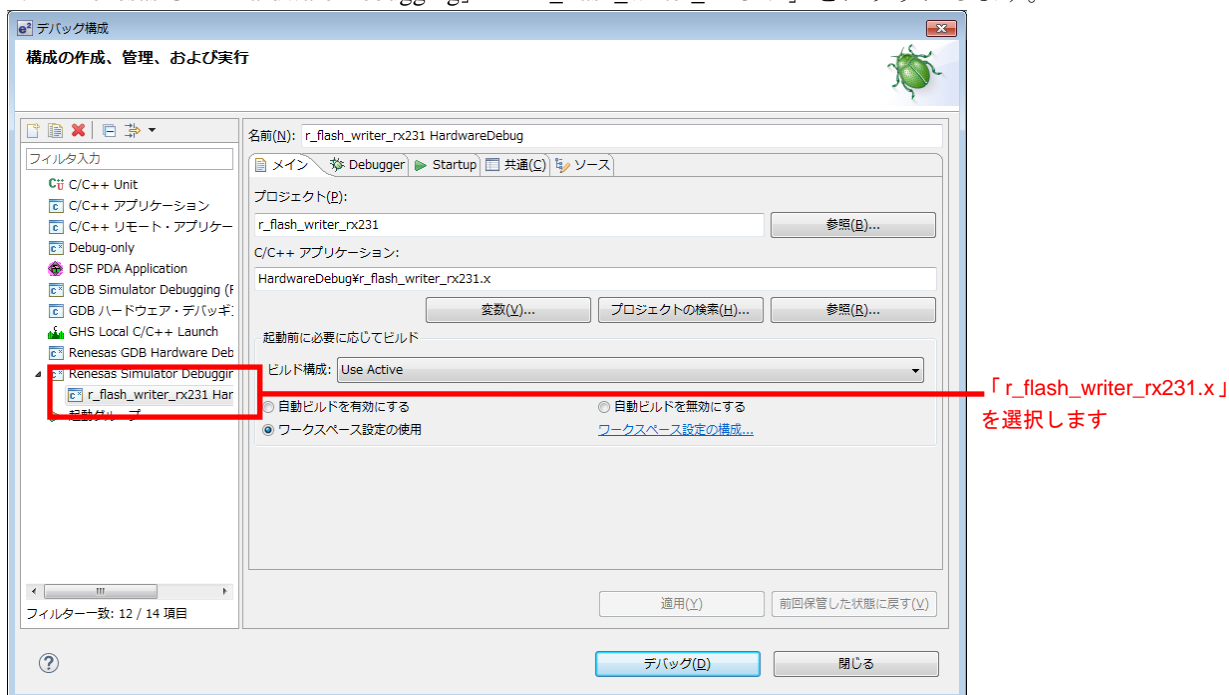 デバッグ構成
構成の作成、管理、および実行
フィルタ入力
C/C++ Unit
C/C++ アプリケーション
C/C++ リモート・アプリケー
Debug-only
DSF PDA Application
GDB Simulator Debugging (F
GDB ハードウェア・デバッギ
GHS Local C/C++ Launch
Renesas GDB Hardware Deb
Renesas Simulator Debuggin
r_flash_writer_rx231 Har
起動グループ
フィルター一致: 12 / 14 項目
名前(N): r_flash_writer_rx231 HardwareDebug
メイン Debugger Startup 共通(C) ソース
プロジェクト(P):
r_flash_writer_rx231 参照(B)...
C/C++ アプリケーション:
HardwareDebug¥r_flash_writer_rx231.x
変数(V)... プロジェクトの検索(H)... 参照(R)...
起動前に必要に応じてビルド
ビルド構成: Use Active
自動ビルドを有効にする 自動ビルドを無効にする
ワークスペース設定の使用 ワークスペース設定の構成...
適用(Y) 前回保管した状態に戻す(V)
デバッグ(D) 閉じる
「r_flash_writer_rx231.x」
を選択します